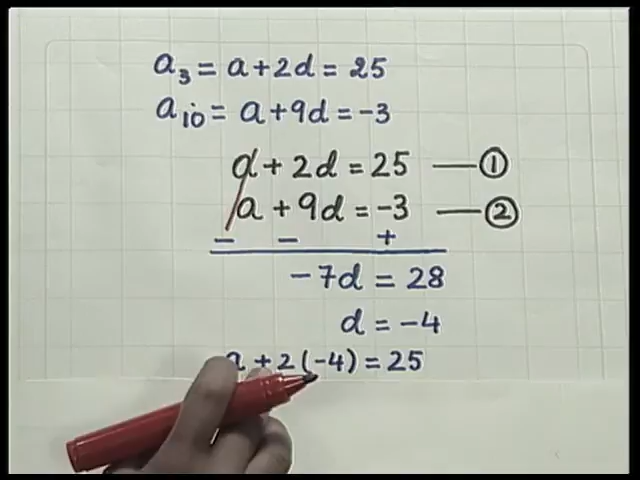 a₃ = a + 2d = 25
a₁₀ = a + 9d = -3
a + 2d = 25 — ①
a + 9d = -3 — ②
- - +
-7d = 28
d = -4
a + 2(-4) = 25